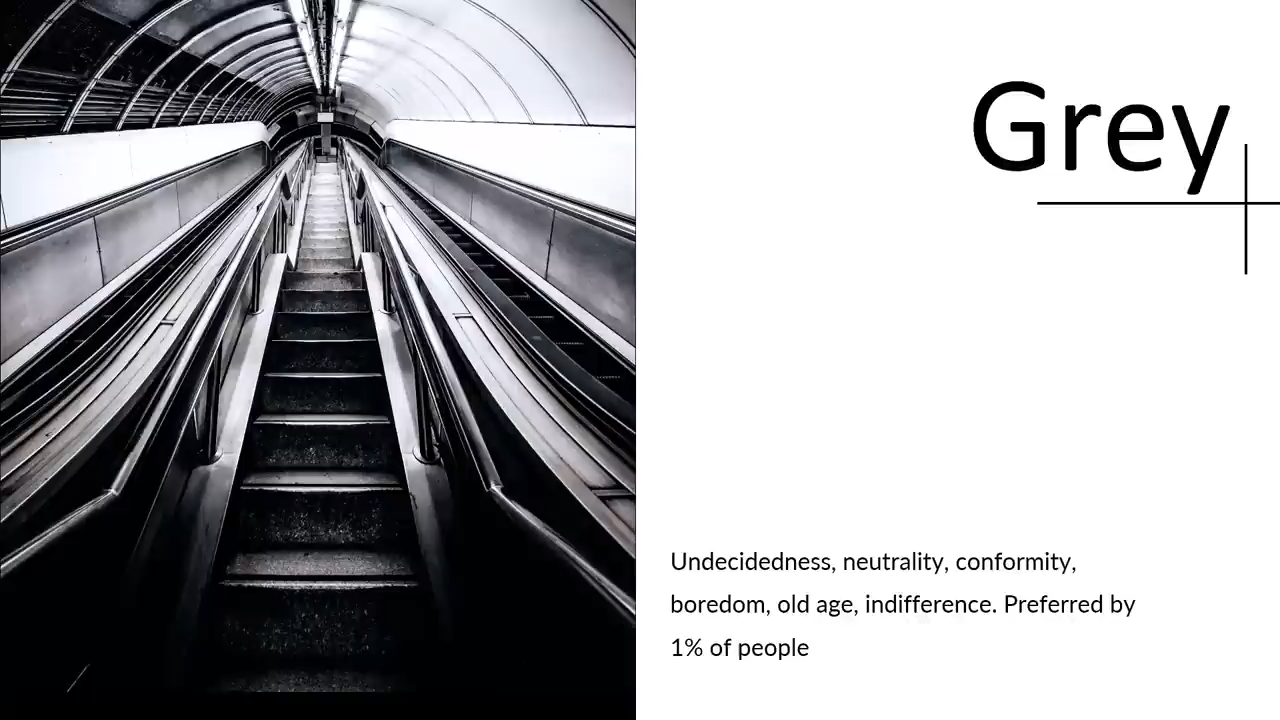 Grey
Undecidedness, neutrality, conformity,
boredom, old age, indifference. Preferred by
1% of people